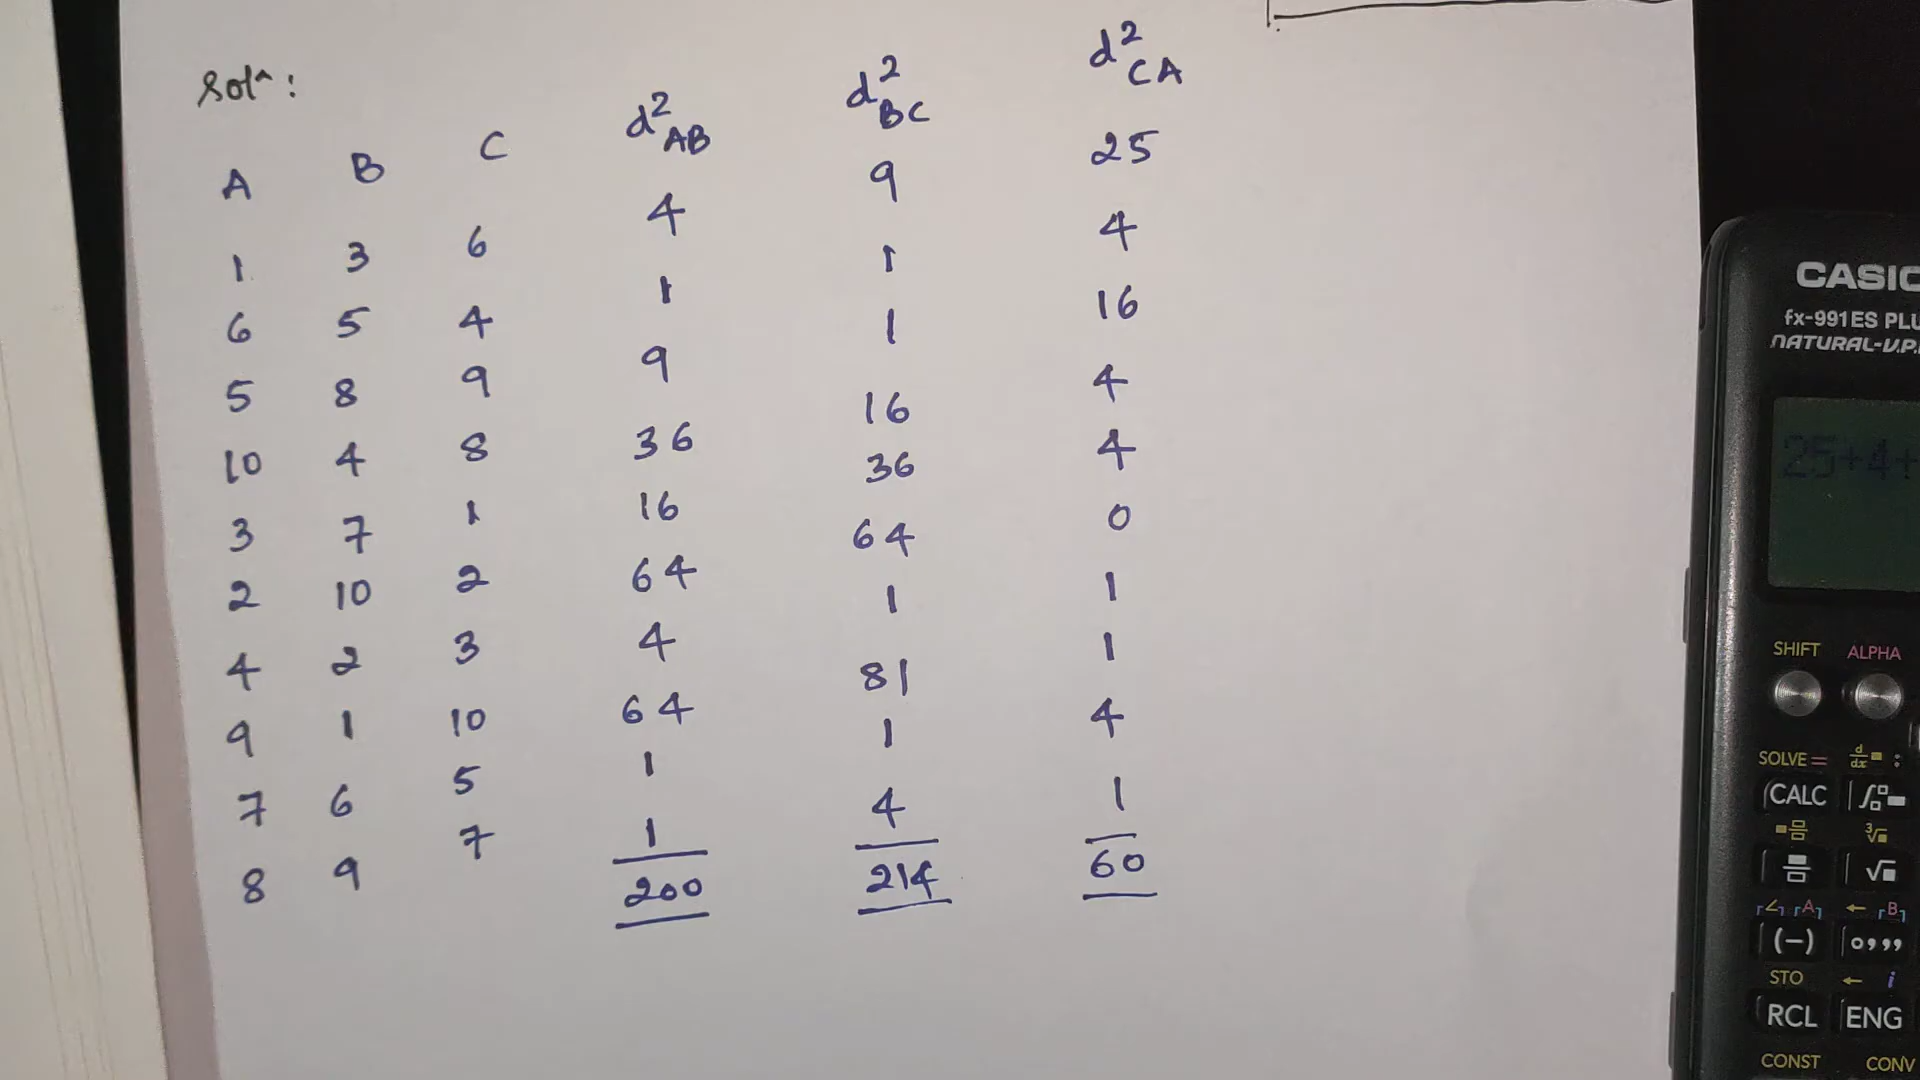 Solⁿ:
A B C d²AB d²BC d²CA
1 3 6 4 9 25
6 5 4 1 1 4
5 8 9 9 1 16
10 4 8 36 16 4
3 7 1 16 36 4
2 10 2 64 64 0
4 2 3 4 1 1
9 1 10 64 81 1
7 6 5 1 1 4
8 9 7 1 4 1
200 214 60
CASIO
fx-991ES PLU
NATURAL-V.P.
25+4+
SHIFT ALPHA
SOLVE = d/dx :
CALC
√
A B
(−) °,,,
STO ← i
RCL ENG
CONST CONV